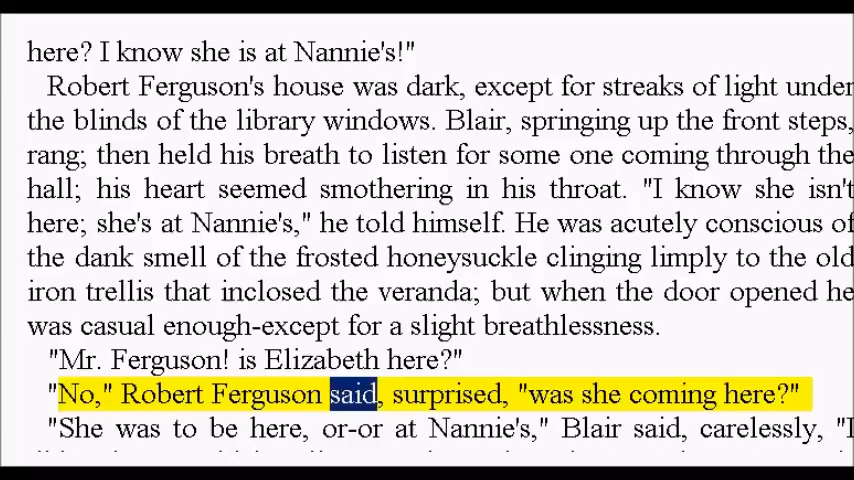 here? I know she is at Nannie's!"
Robert Ferguson's house was dark, except for streaks of light under
the blinds of the library windows. Blair, springing up the front steps,
rang; then held his breath to listen for some one coming through the
hall; his heart seemed smothering in his throat. "I know she isn't
here; she's at Nannie's," he told himself. He was acutely conscious of
the dank smell of the frosted honeysuckle clinging limply to the old
iron trellis that inclosed the veranda; but when the door opened he
was casual enough-except for a slight breathlessness.
"Mr. Ferguson! is Elizabeth here?"
"No," Robert Ferguson said, surprised, "was she coming here?"
"She was to be here, or-or at Nannie's," Blair said, carelessly, "I